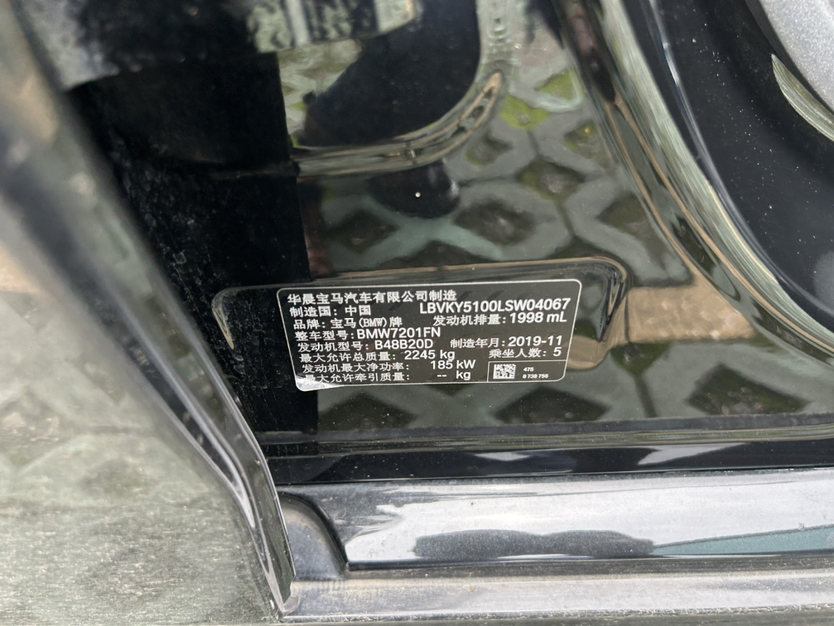 华晨宝马汽车有限公司制造
制造国：中国 LBVKY5100LSW04067
品牌：宝马(BMW)牌 发动机排量：1998 mL
整车型号：BMW7201FN
发动机型号：B48B20D 制造年月：2019-11
最大允许总质量：2245 kg 乘坐人数：5
发动机最大净功率：185 kW
最大允许牵引质量：-- kg